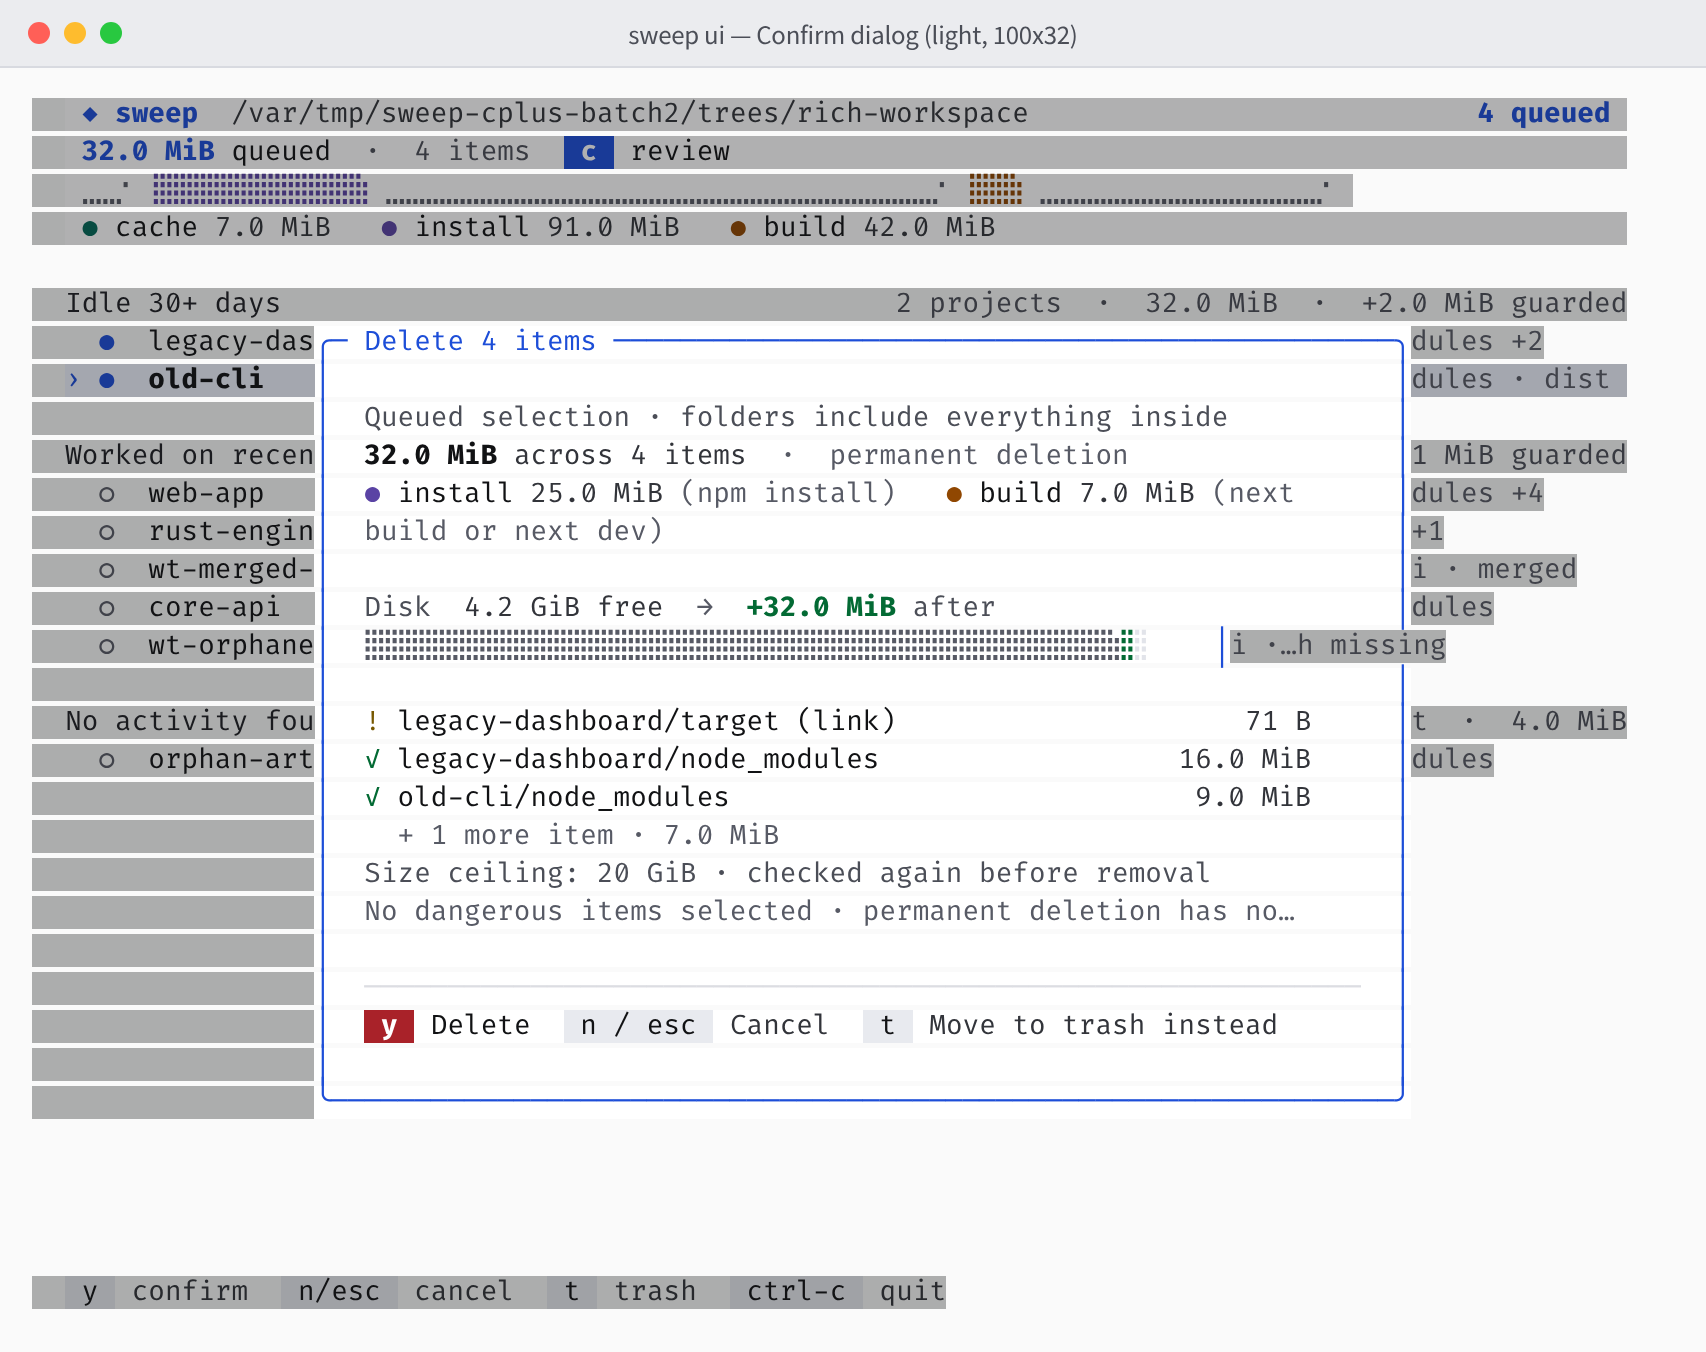 sweep ui — Confirm dialog (light, 100x32)
◆ sweep /var/tmp/sweep-cplus-batch2/trees/rich-workspace 4 queued
32.0 MiB queued · 4 items c review
● cache 7.0 MiB ● install 91.0 MiB ● build 42.0 MiB
Idle 30+ days 2 projects · 32.0 MiB · +2.0 MiB guarded
● legacy-das Delete 4 items dules +2
› ● old-cli dules · dist
Queued selection · folders include everything inside
Worked on recen 32.0 MiB across 4 items · permanent deletion 1 MiB guarded
○ web-app ● install 25.0 MiB (npm install) ● build 7.0 MiB (next dules +4
○ rust-engin build or next dev) +1
○ wt-merged- i · merged
○ core-api Disk 4.2 GiB free → +32.0 MiB after dules
○ wt-orphane i ·…h missing
No activity fou ! legacy-dashboard/target (link) 71 B t · 4.0 MiB
○ orphan-art √ legacy-dashboard/node_modules 16.0 MiB dules
√ old-cli/node_modules 9.0 MiB
+ 1 more item · 7.0 MiB
Size ceiling: 20 GiB · checked again before removal
No dangerous items selected · permanent deletion has no…
y Delete n / esc Cancel t Move to trash instead
y confirm n/esc cancel t trash ctrl-c quit